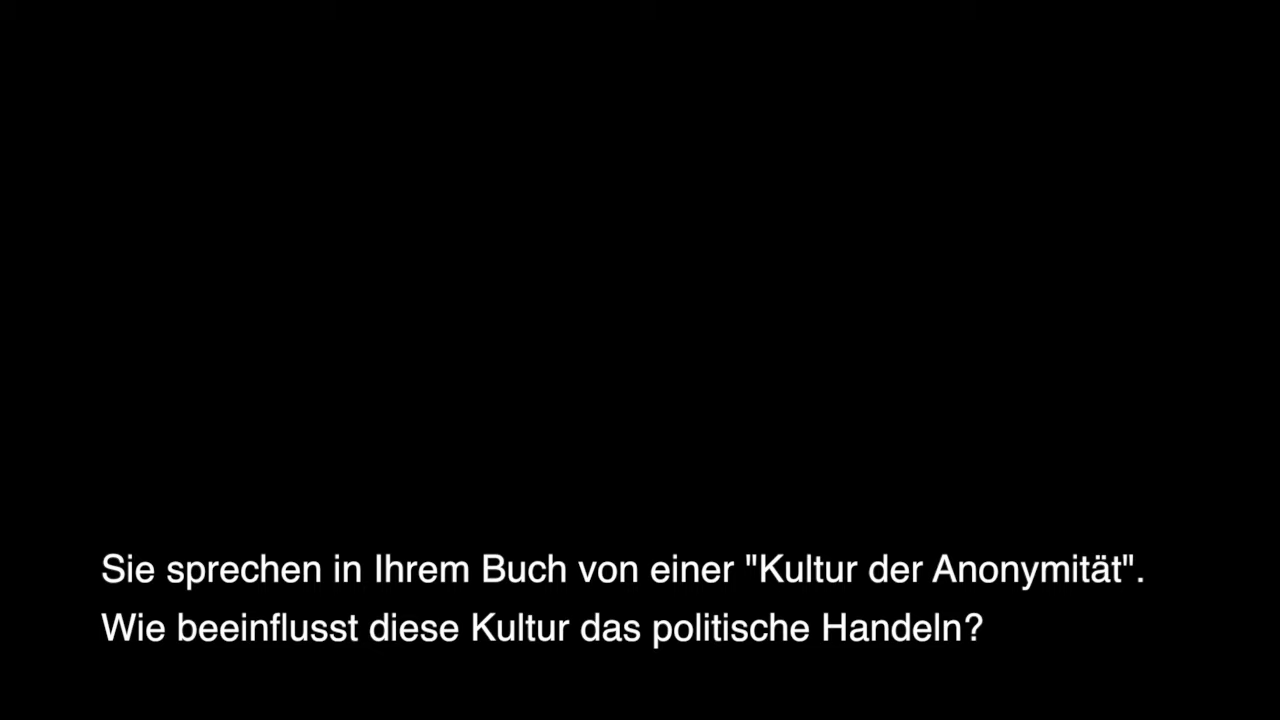 Sie sprechen in Ihrem Buch von einer "Kultur der Anonymität".
Wie beeinflusst diese Kultur das politische Handeln?